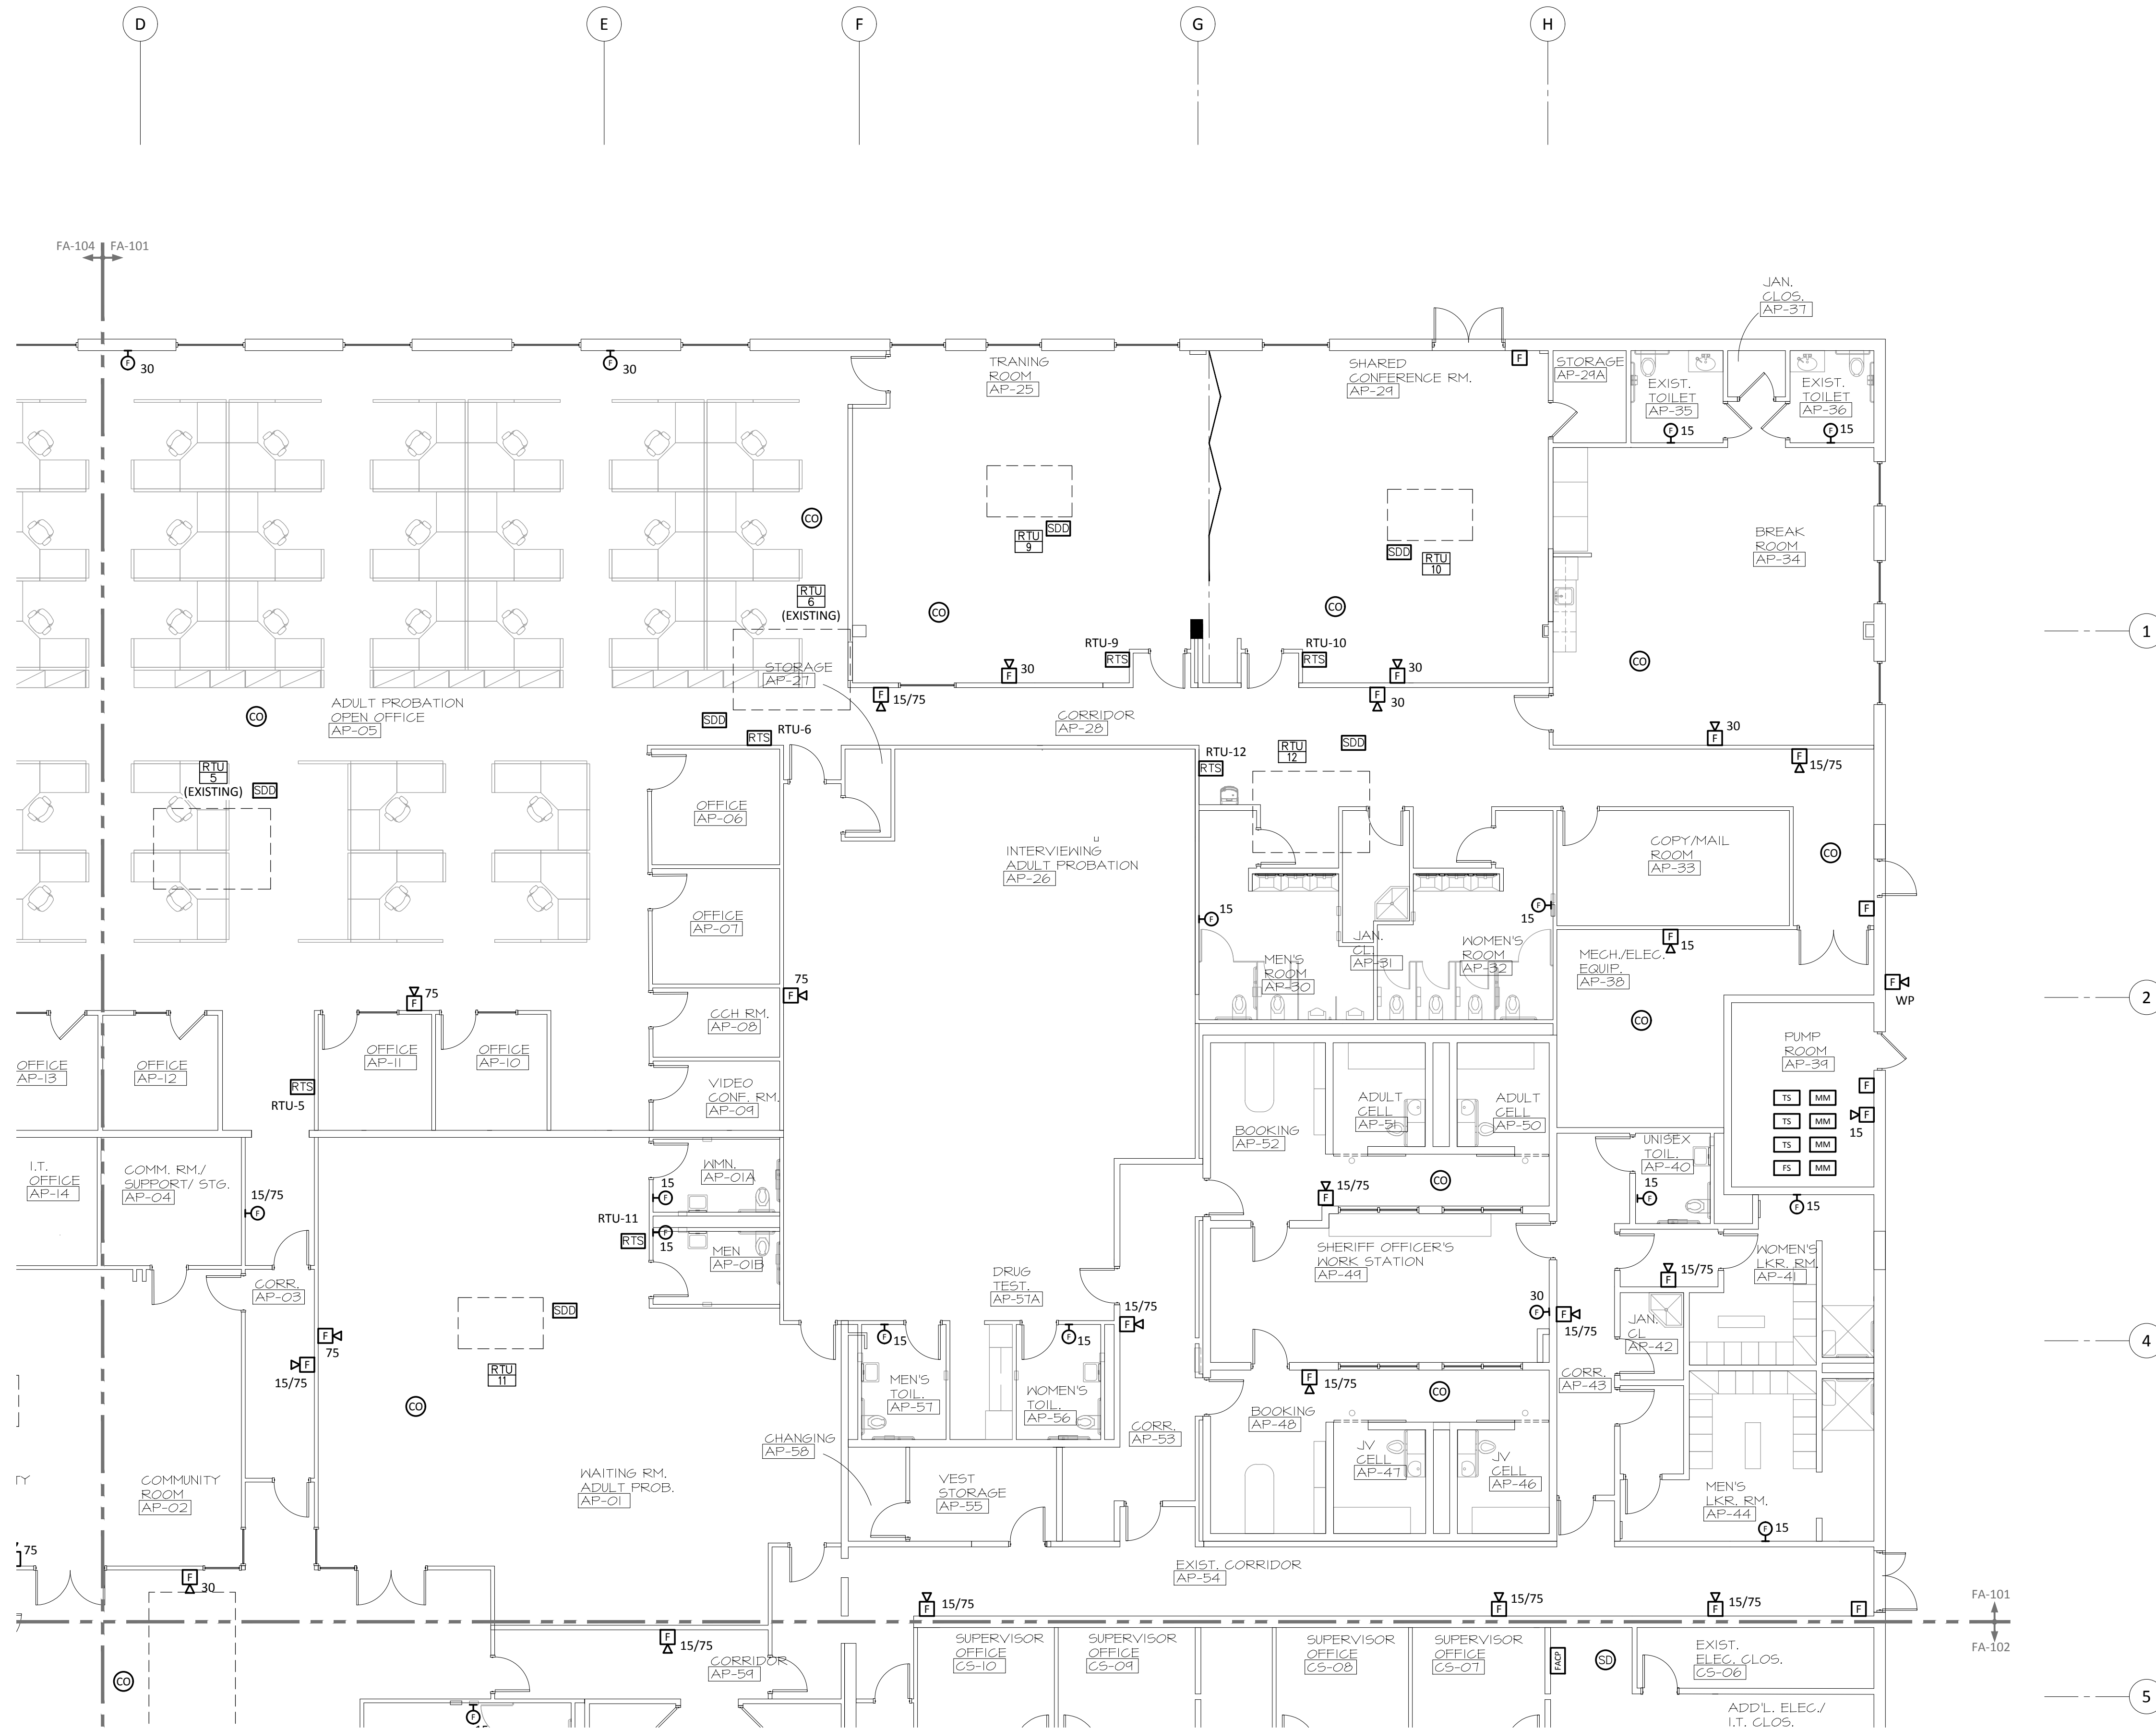 D
E
F
G
H
FA-104
FA-101
JAN.
CLOS.
AP-37
F
30
F
30
TRANING
ROOM
AP-25
SHARED
CONFERENCE RM.
AP-29
F
STORAGE
AP-29A
EXIST.
TOILET
AP-35
EXIST.
TOILET
AP-36
F
15
F
15
CO
SDD
RTU
9
SDD
RTU
10
BREAK
ROOM
AP-34
RTU
6
(EXISTING)
CO
CO
1
RTU-9
RTS
RTU-10
RTS
CO
30
F
30
F
STORAGE
AP-27
F
15/75
F
30
ADULT PROBATION
OPEN OFFICE
AP-05
CO
SDD
RTS
RTU-6
CORRIDOR
AP-28
30
F
RTU-12
RTS
RTU
12
SDD
F
15/75
RTU
5
(EXISTING)
SDD
OFFICE
AP-06
u
INTERVIEWING
ADULT PROBATION
AP-26
COPY/MAIL
ROOM
AP-33
CO
OFFICE
AP-07
F
15
F
15
F
MEN'S
ROOM
AP-30
JAN.
CL.
AP-31
WOMEN'S
ROOM
AP-32
F
15
MECH./ELEC.
EQUIP.
AP-38
75
F
75
F
F
WP
2
CCH RM.
AP-08
CO
OFFICE
AP-13
OFFICE
AP-12
OFFICE
AP-11
OFFICE
AP-10
PUMP
ROOM
AP-39
RTS
RTU-5
VIDEO
CONF. RM.
AP-09
BOOKING
AP-52
ADULT
CELL
AP-51
ADULT
CELL
AP-50
TS
MM
TS
MM
TS
MM
FS
MM
F
F
15
UNISEX
TOIL.
AP-40
I.T.
OFFICE
AP-14
COMM. RM./
SUPPORT/ STG.
AP-04
15/75
F
WMN.
AP-01A
15
F
15/75
F
CO
15
F
F
15
RTU-11
RTS
F
15
MEN
AP-01B
SHERIFF OFFICER'S
WORK STATION
AP-49
WOMEN'S
LKR. RM.
AP-41
15/75
F
CORR.
AP-03
DRUG
TEST.
AP-57A
SDD
15/75
F
30
F
F
15/75
JAN.
CL
AP-42
F
75
F
15/75
F
15
F
15
4
RTU
11
MEN'S
TOIL.
AP-57
WOMEN'S
TOIL.
AP-56
F
15/75
CO
CORR.
AP-43
CO
CHANGING
AP-58
CORR.
AP-53
BOOKING
AP-48
JV
CELL
AP-47
JV
CELL
AP-46
TY
COMMUNITY
ROOM
AP-02
WAITING RM.
ADULT PROB.
AP-01
VEST
STORAGE
AP-55
MEN'S
LKR. RM.
AP-44
F
15
75
F
30
EXIST. CORRIDOR
AP-54
F
15/75
F
15/75
F
15/75
F
FA-101
FA-102
F
15/75
CORRIDOR
AP-59
SUPERVISOR
OFFICE
CS-10
SUPERVISOR
OFFICE
CS-09
SUPERVISOR
OFFICE
CS-08
SUPERVISOR
OFFICE
CS-07
FACP
SD
EXIST.
ELEC. CLOS.
CS-06
CO
F
ADD'L. ELEC./
I.T. CLOS.
5